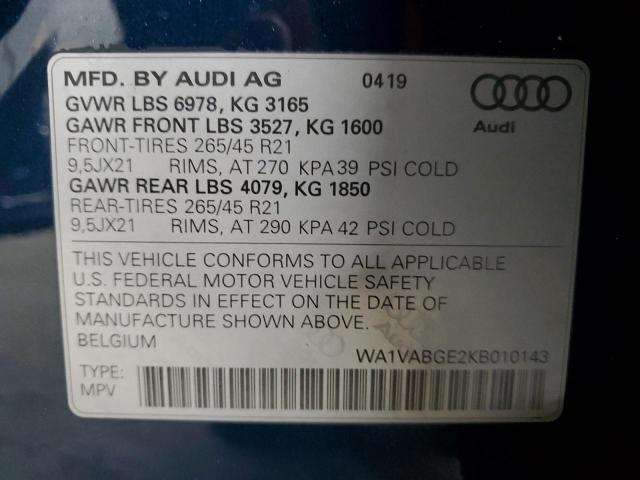 MFD. BY AUDI AG 0419
GVWR LBS 6978, KG 3165
GAWR FRONT LBS 3527, KG 1600
Audi
FRONT-TIRES 265/45 R21
9,5JX21 RIMS, AT 270 KPA 39 PSI COLD
GAWR REAR LBS 4079, KG 1850
REAR-TIRES 265/45 R21
9,5JX21 RIMS, AT 290 KPA 42 PSI COLD
THIS VEHICLE CONFORMS TO ALL APPLICABLE
U.S. FEDERAL MOTOR VEHICLE SAFETY
STANDARDS IN EFFECT ON THE DATE OF
MANUFACTURE SHOWN ABOVE.
BELGIUM WA1VABGE2KB010143
TYPE:
MPV